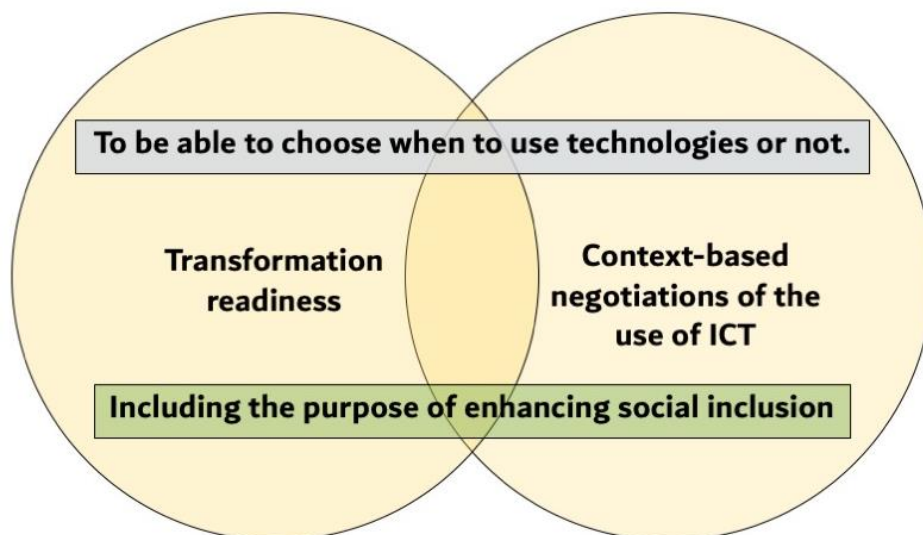 To be able to choose when to use technologies or not.
Transformation
readiness
Context-based
negotiations of the
use of ICT
Including the purpose of enhancing social inclusion